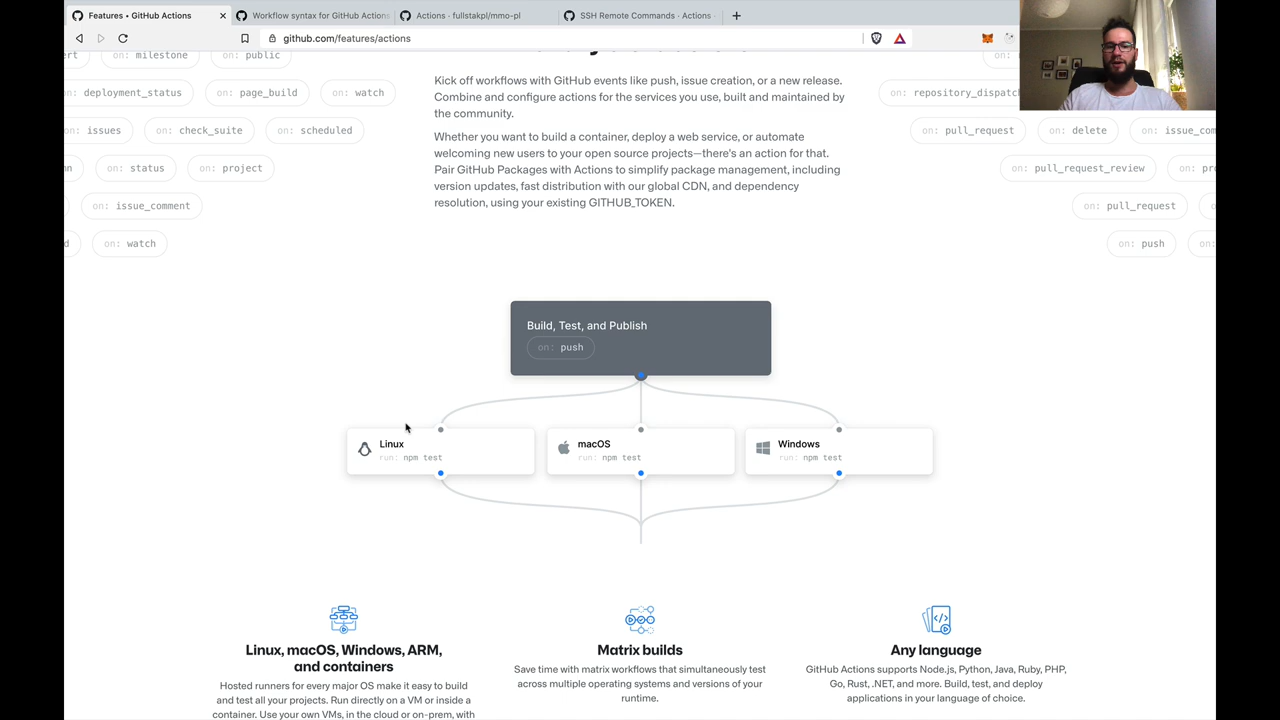 Features • GitHub Actions
Workflow syntax for GitHub Actions
Actions · fullstakpl/mmo-pl
SSH Remote Commands · Actions ·
github.com/features/actions
on: milestone
on: public
Kick off workflows with GitHub events like push, issue creation, or a new release.
Combine and configure actions for the services you use, built and maintained by
the community.
: deployment_status
on: page_build
on: watch
on: repository_dispatch
on: issues
on: check_suite
on: scheduled
on: pull_request
on: delete
on: issue_com
Whether you want to build a container, deploy a web service, or automate
welcoming new users to your open source projects—there's an action for that.
Pair GitHub Packages with Actions to simplify package management, including
version updates, fast distribution with our global CDN, and dependency
resolution, using your existing GITHUB_TOKEN.
on: status
on: project
on: pull_request_review
on: pr
on: issue_comment
on: pull_request
on: watch
on: push
on:
Build, Test, and Publish
on: push
Linux
run: npm test
macOS
run: npm test
Windows
run: npm test
Linux, macOS, Windows, ARM,
and containers
Hosted runners for every major OS make it easy to build
and test all your projects. Run directly on a VM or inside a
container. Use your own VMs, in the cloud or on-prem, with
Matrix builds
Save time with matrix workflows that simultaneously test
across multiple operating systems and versions of your
runtime.
Any language
GitHub Actions supports Node.js, Python, Java, Ruby, PHP,
Go, Rust, .NET, and more. Build, test, and deploy
applications in your language of choice.